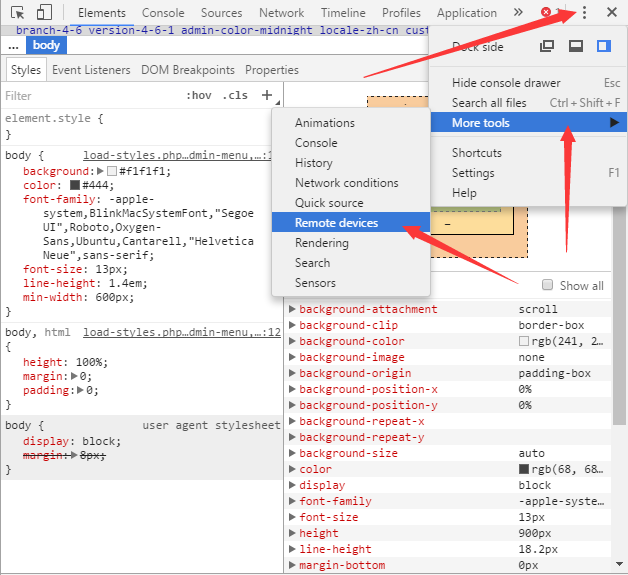 Elements Console Sources Network Timeline Profiles Application » 1
branch-4-6 version-4-6-1 admin-color-midnight locale-zh-cn cust
... body
Dock side
Hide console drawer Esc
Search all files Ctrl + Shift + F
More tools
Shortcuts
Settings F1
Help
Styles Event Listeners DOM Breakpoints Properties
Filter :hov .cls +
Animations
Console
History
Network conditions
Quick source
Remote devices
Rendering
Search
Sensors
element.style {
}
body { load-styles.php…dmin-menu,…:1
background: #f1f1f1;
color: #444;
font-family: -apple-
system,BlinkMacSystemFont,"Segoe
UI",Roboto,Oxygen-
Sans,Ubuntu,Cantarell,"Helvetica
Neue",sans-serif;
font-size: 13px;
line-height: 1.4em;
min-width: 600px;
}
body, html load-styles.php…dmin-menu,…:12
{
height: 100%;
margin: 0;
padding: 0;
}
body { user agent stylesheet
display: block;
margin: 8px;
}
–
Show all
background-attachment scroll
background-clip border-box
background-color rgb(241, 2…
background-image none
background-origin padding-box
background-position-x 0%
background-position-y 0%
background-repeat-x
background-repeat-y
background-size auto
color rgb(68, 68…
display block
font-family -apple-syste…
font-size 13px
height 900px
line-height 18.2px
margin-bottom 0px